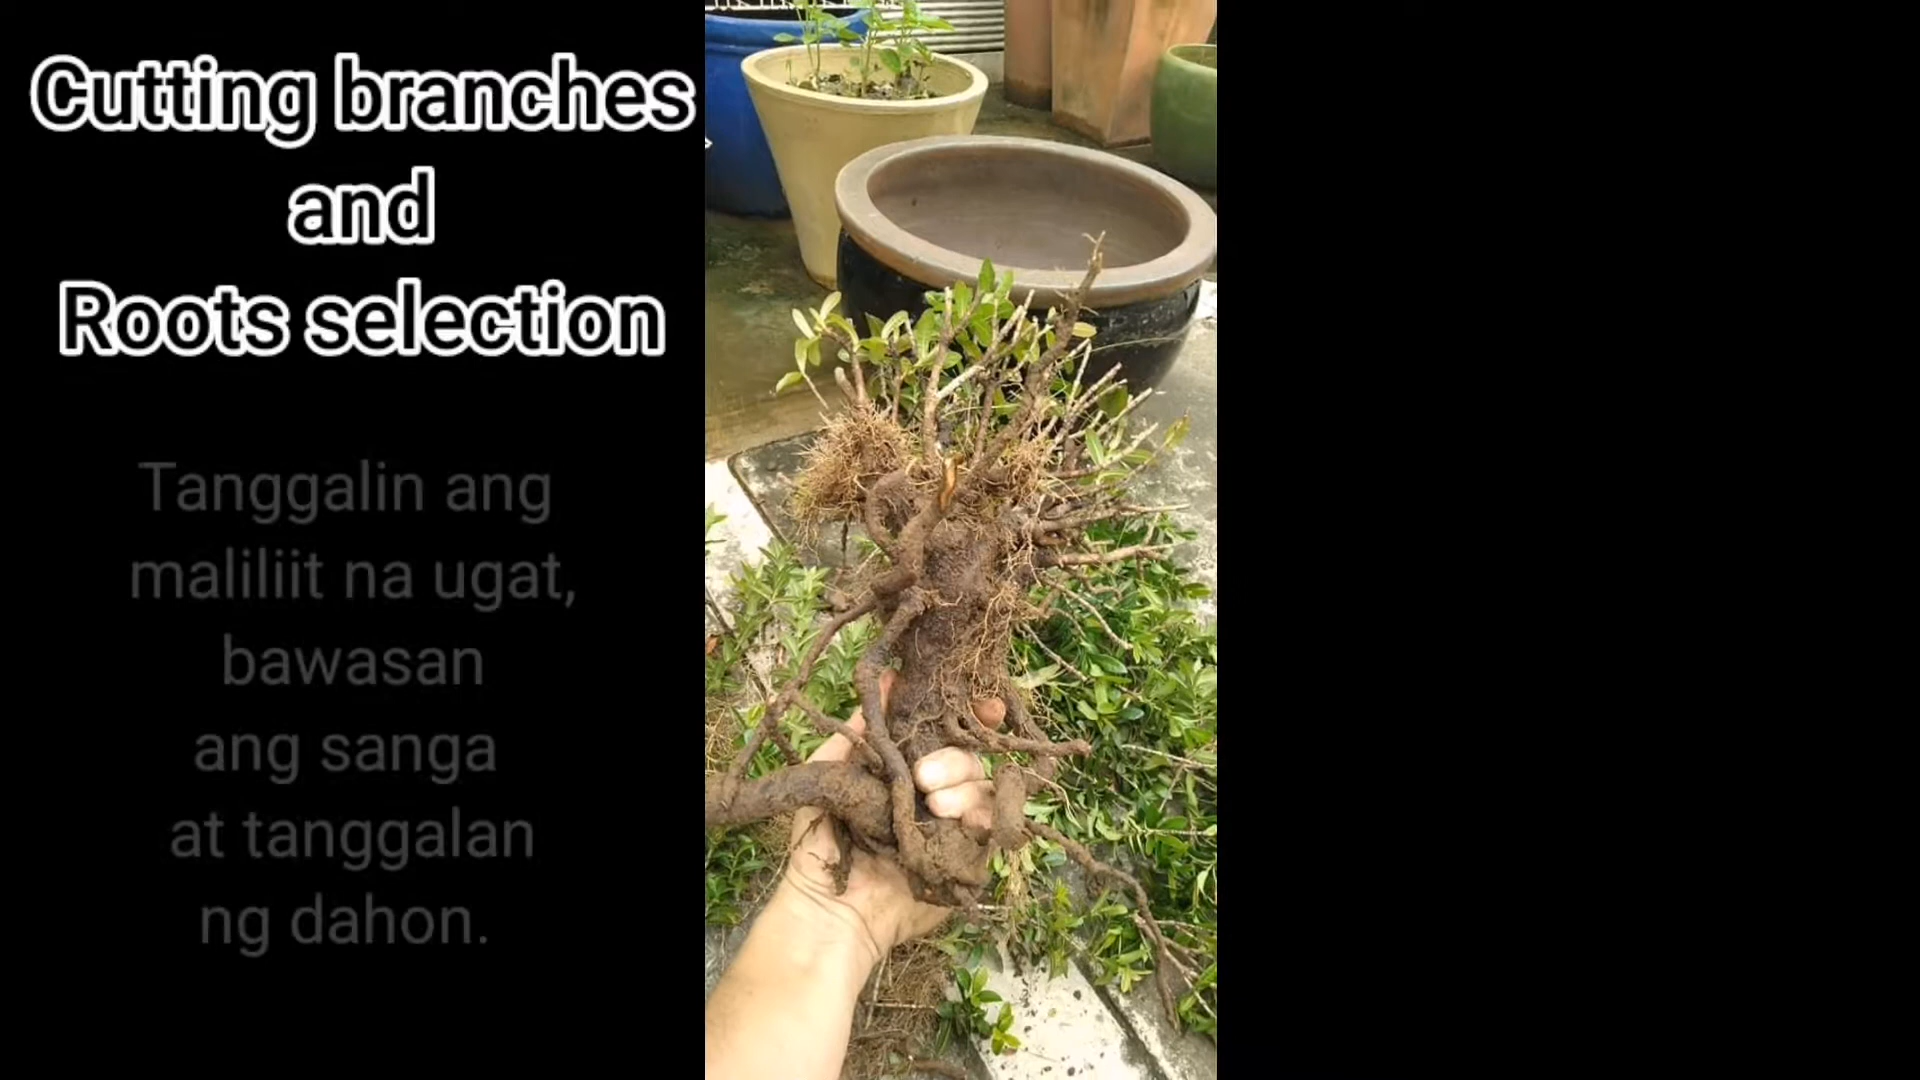 Cutting branches
and
Roots selection
Tanggalin ang
maliliit na ugat,
bawasan
ang sanga
at tanggalan
ng dahon.